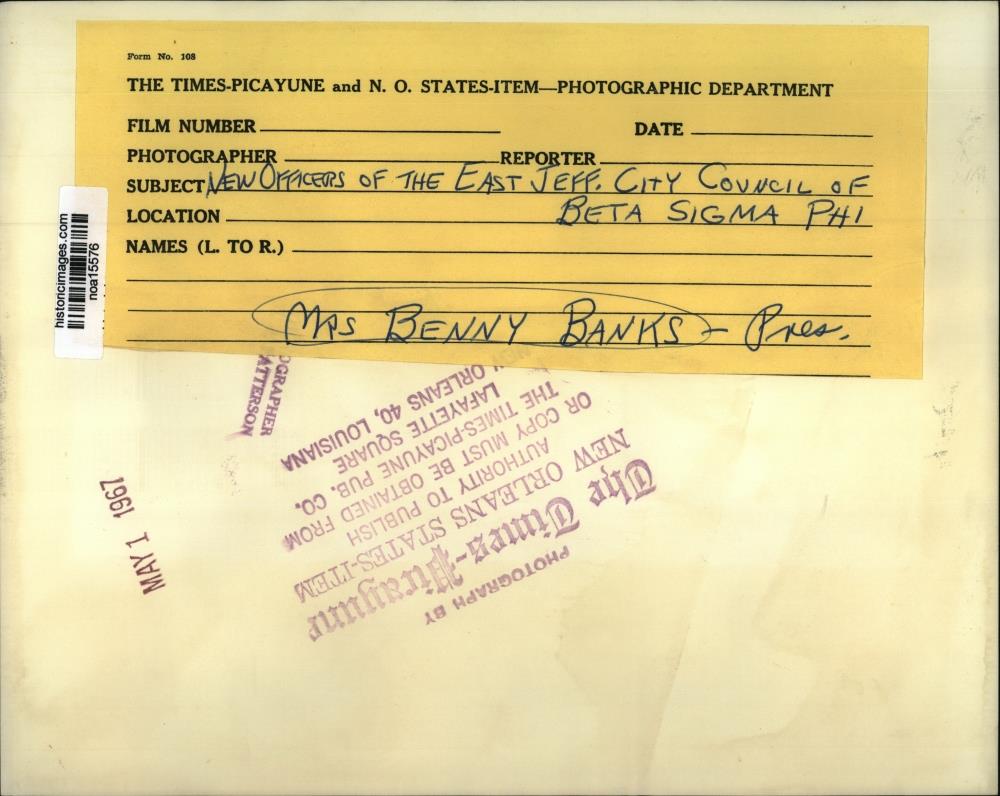 Form No. 108
THE TIMES-PICAYUNE and N. O. STATES-ITEM—PHOTOGRAPHIC DEPARTMENT
FILM NUMBER
DATE
PHOTOGRAPHER
REPORTER
SUBJECT NEW OFFICERS OF THE EAST JEFF. CITY COUNCIL OF
LOCATION BETA SIGMA PHI
NAMES (L. TO R.)
MRS BENNY BANKS - Pres.
historicimages.com
noa15576
OGRAPHER
ATTERSON
MAY 1 1967
PHOTOGRAPH BY
The Times-Picayune
NEW ORLEANS STATES-ITEM
AUTHORITY TO PUBLISH
OR COPY MUST BE OBTAINED FROM
THE TIMES-PICAYUNE PUB. CO.
LAFAYETTE SQUARE
ORLEANS 40, LOUISIANA